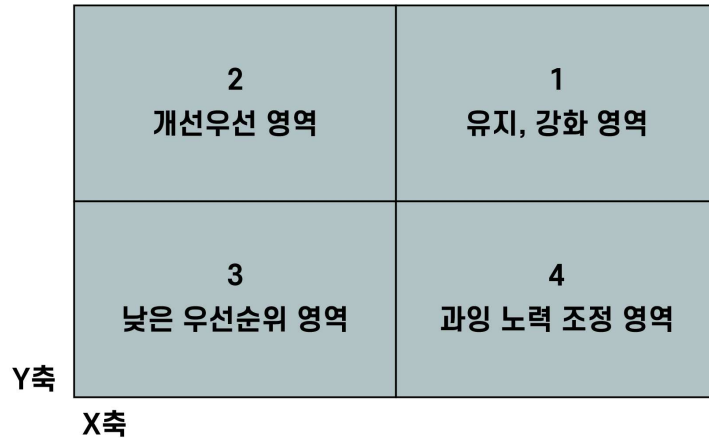 2
개선우선 영역
1
유지, 강화 영역
3
낮은 우선순위 영역
4
과잉 노력 조정 영역
Y축
X축